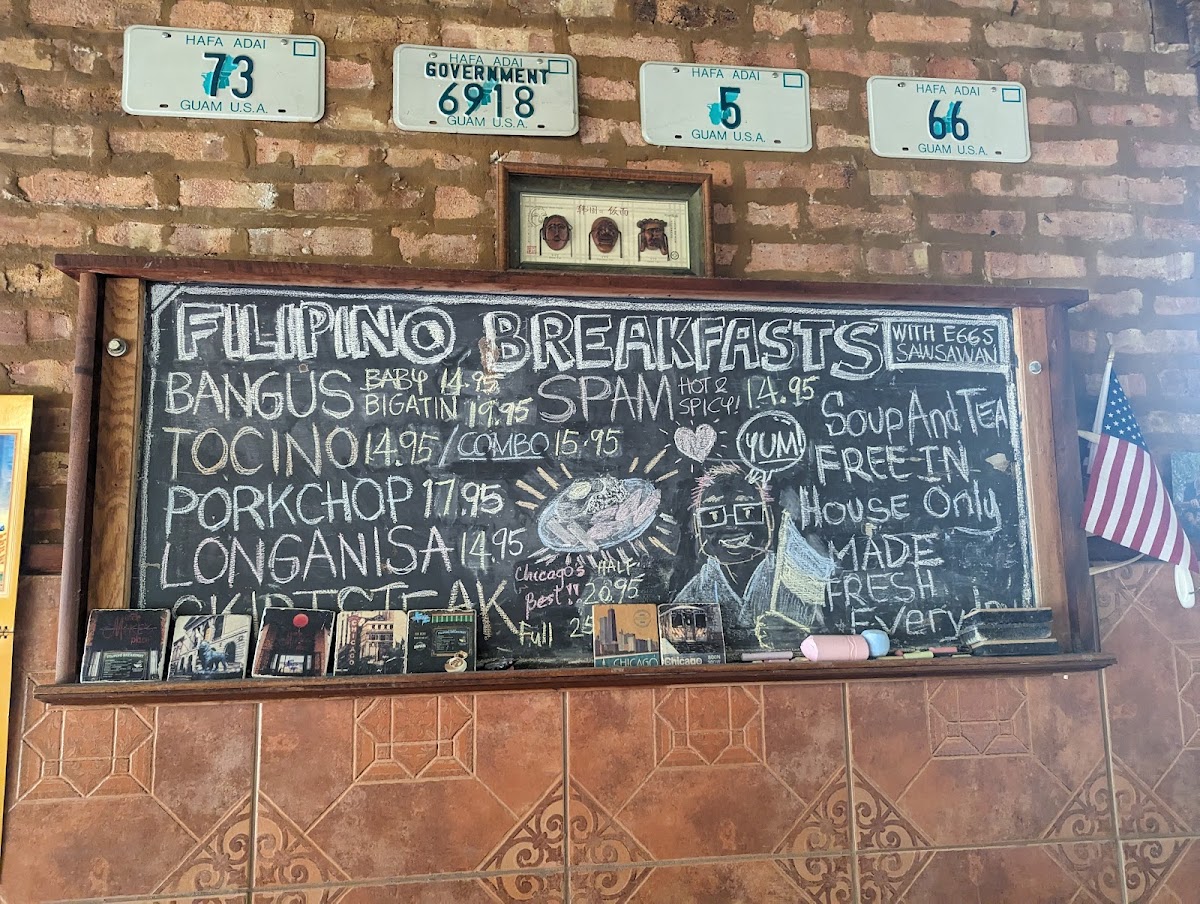 HAFA ADAI
73
GUAM U.S.A.
HAFA ADAI
GOVERNMENT
6918
GUAM U.S.A.
HAFA ADAI
5
GUAM U.S.A.
HAFA ADAI
66
GUAM U.S.A.
FILIPINO BREAKFASTS
WITH EGGS
SAWSAWAN
BANGUS BABY 14.95
BIGATIN 19.95
SPAM HOT & SPICY! 14.95
TOCINO 14.95/COMBO 15.95
PORKCHOP 17.95
LONGANISA 14.95
SKIRTSTEAK
Chicago's
Best!!
HALF
20.95
Full
YUM!
Soup And TEA
FREE-IN
House Only
MADE
FRESH
CHICAGO
Chicago